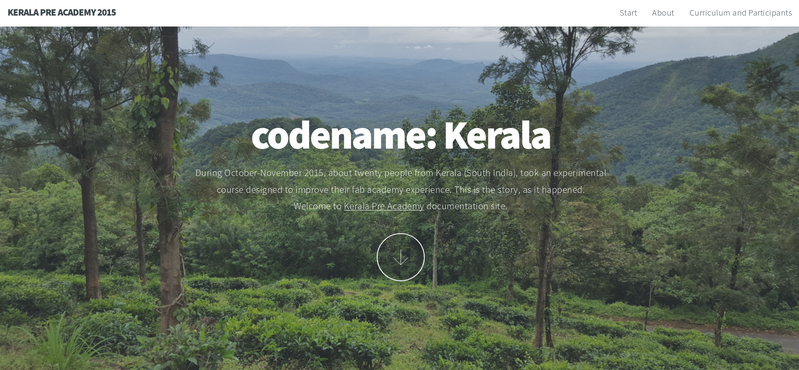 KERALA PRE ACADEMY 2015
Start About Curriculum and Participants
codename: Kerala
During October-November 2015, about twenty people from Kerala (South India), took an experimental
course designed to improve their fab academy experience. This is the story, as it happened.
Welcome to Kerala Pre Academy documentation site.